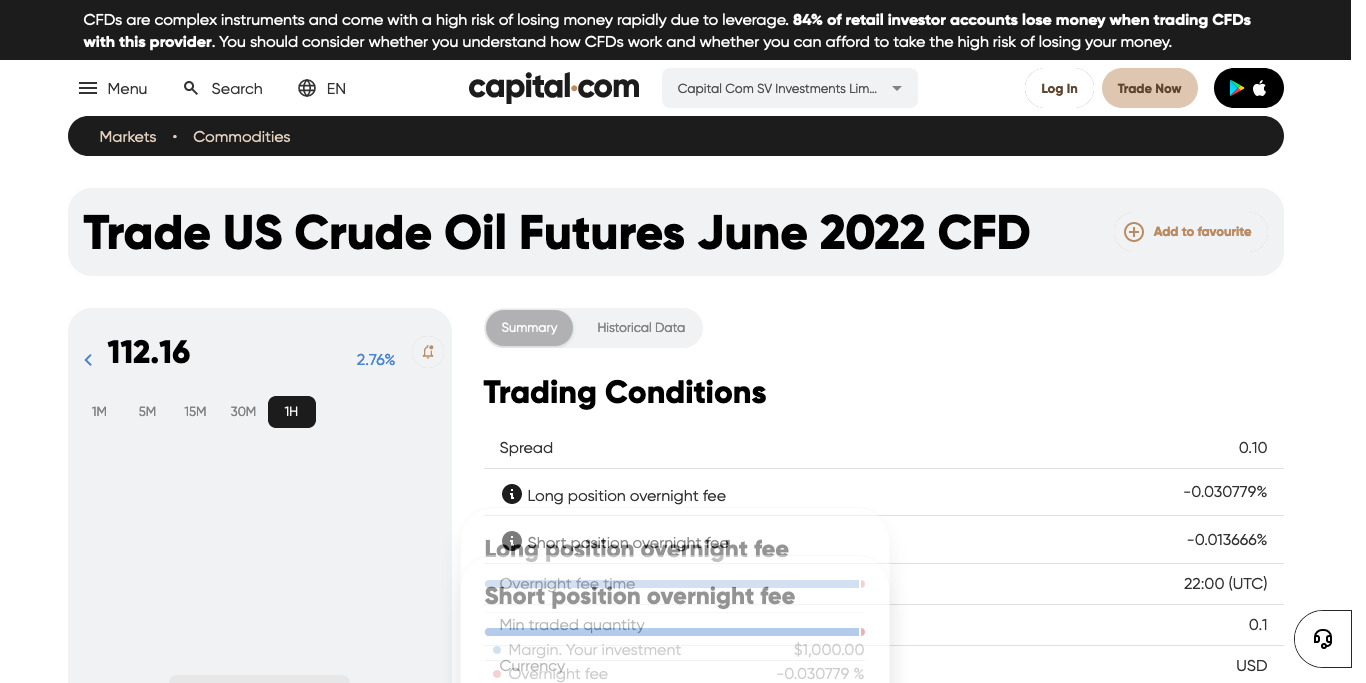 CFDs are complex instruments and come with a high risk of losing money rapidly due to leverage. 84% of retail investor accounts lose money when trading CFDs
with this provider. You should consider whether you understand how CFDs work and whether you can afford to take the high risk of losing your money.
Menu Search EN capital.com Capital Com SV Investments Lim... Log In Trade Now
Markets • Commodities
Trade US Crude Oil Futures June 2022 CFD Add to favourite
112.16 2.76%
1M 5M 15M 30M 1H
Summary Historical Data
Trading Conditions
Spread 0.10
Long position overnight fee -0.030779%
Short position overnight fee -0.013666%
Long position overnight fee
Overnight fee time 22:00 (UTC)
Short position overnight fee
Min traded quantity 0.1
Margin. Your investment $1,000.00
Currency USD
Overnight fee -0.030779 %